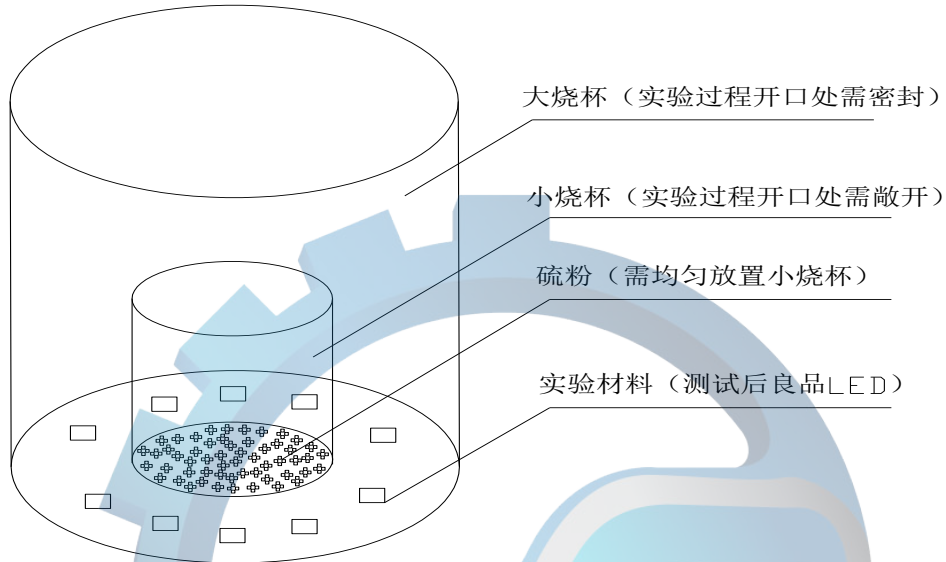 大烧杯（实验过程开口处需密封）
小烧杯（实验过程开口处需敞开）
硫粉（需均匀放置小烧杯）
实验材料（测试后良品LED）